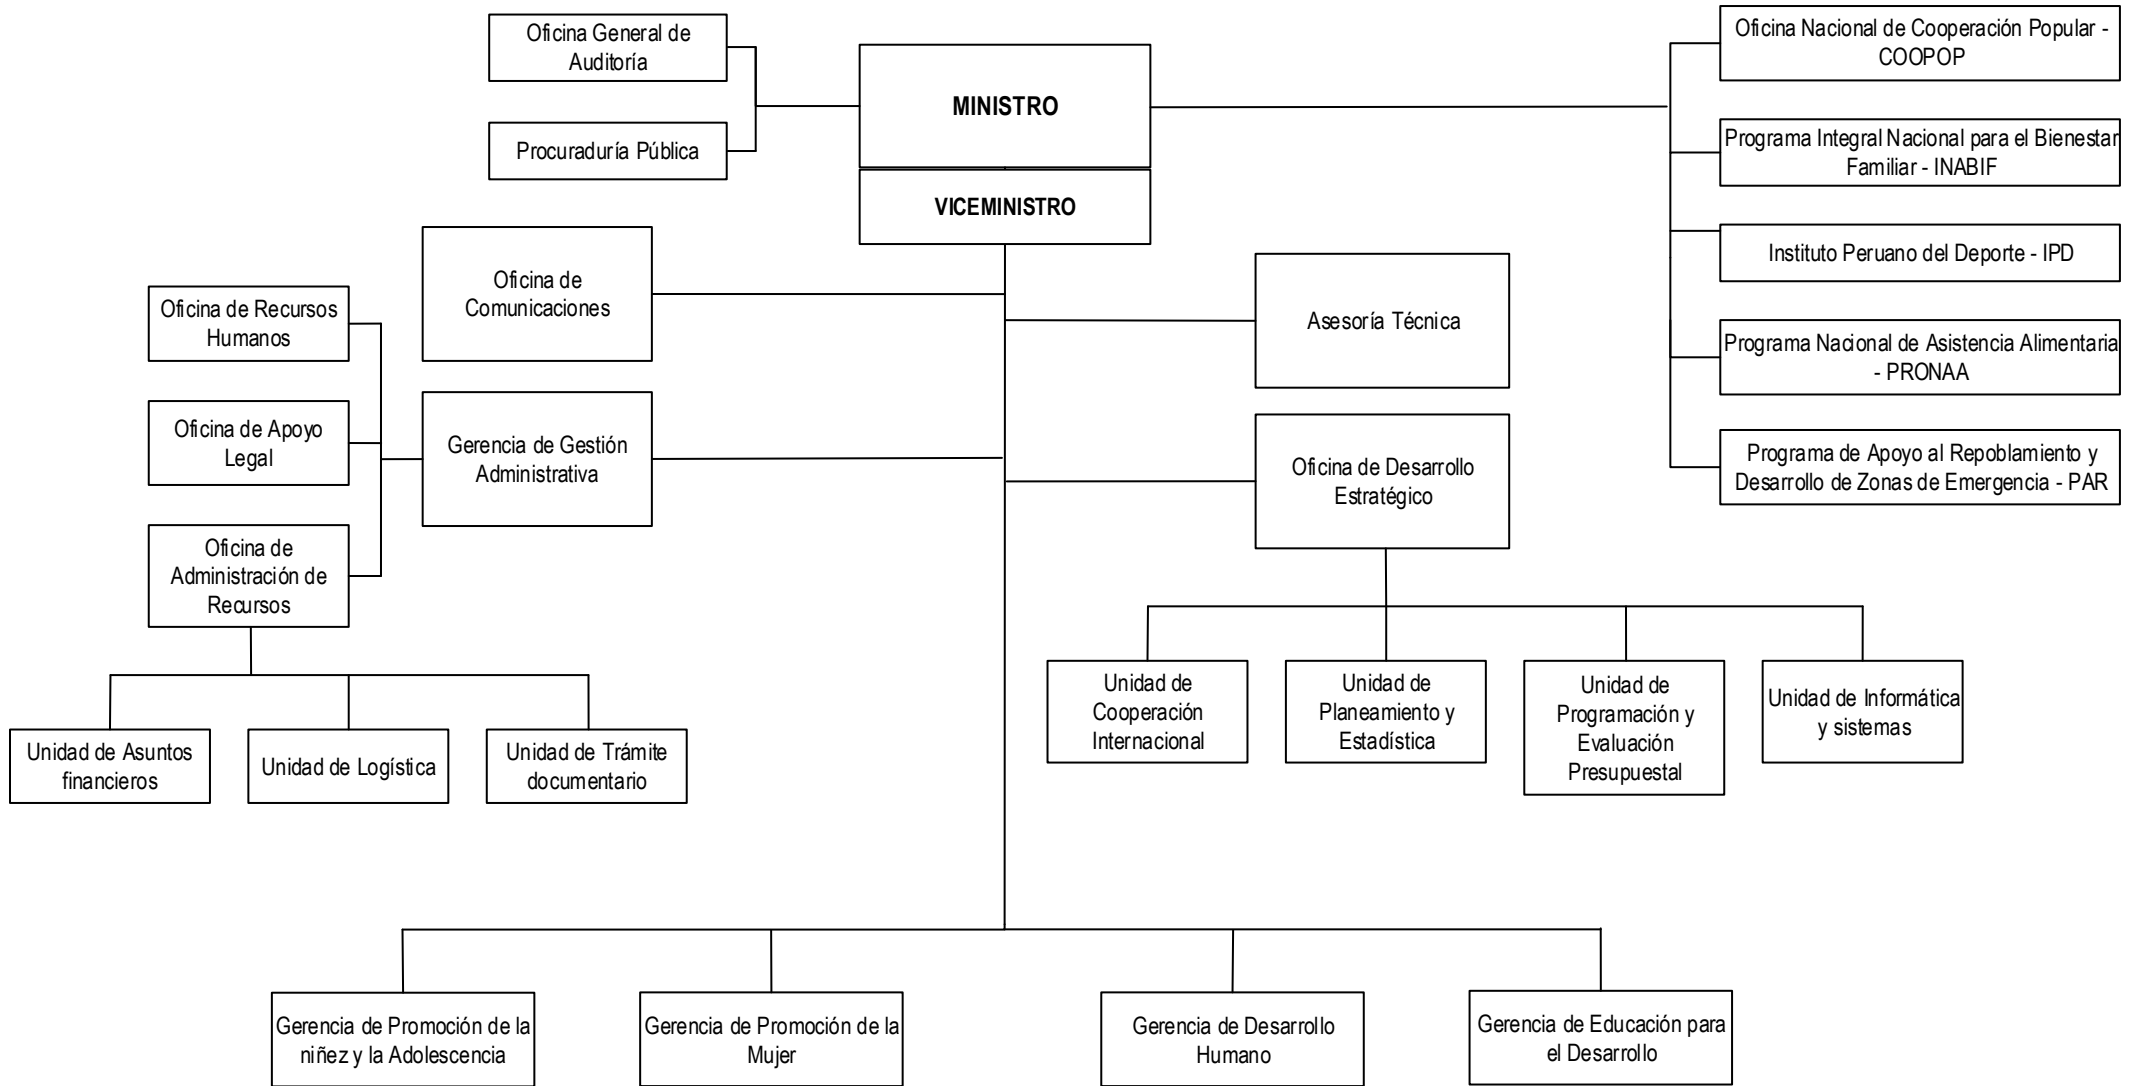 Oficina General de
Auditoría
Procuraduría Pública
MINISTRO
VICEMINISTRO
Oficina Nacional de Cooperación Popular -
COOPOP
Programa Integral Nacional para el Bienestar
Familiar - INABIF
Instituto Peruano del Deporte - IPD
Programa Nacional de Asistencia Alimentaria
- PRONAA
Programa de Apoyo al Repoblamiento y
Desarrollo de Zonas de Emergencia - PAR
Oficina de
Comunicaciones
Asesoría Técnica
Oficina de Recursos
Humanos
Oficina de Apoyo
Legal
Oficina de
Administración de
Recursos
Gerencia de Gestión
Administrativa
Oficina de Desarrollo
Estratégico
Unidad de Asuntos
financieros
Unidad de Logística
Unidad de Trámite
documentario
Unidad de
Cooperación
Internacional
Unidad de
Planeamiento y
Estadística
Unidad de
Programación y
Evaluación
Presupuestal
Unidad de Informática
y sistemas
Gerencia de Promoción de la
niñez y la Adolescencia
Gerencia de Promoción de la
Mujer
Gerencia de Desarrollo
Humano
Gerencia de Educación para
el Desarrollo